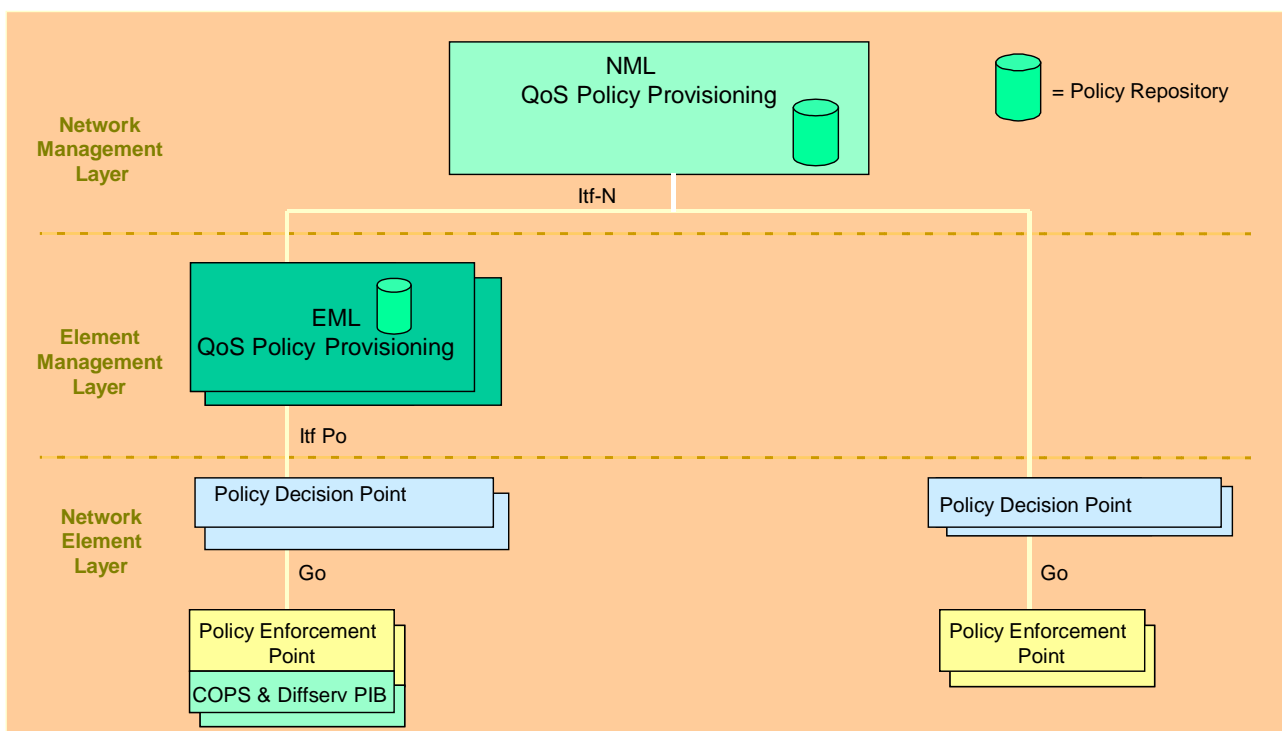 NML
QoS Policy Provisioning
= Policy Repository
Network
Management
Layer
Itf-N
EML
QoS Policy Provisioning
Element
Management
Layer
Itf Po
Policy Decision Point
Policy Decision Point
Network
Element
Layer
Go
Go
Policy Enforcement
Point
COPS & Diffserv PIB
Policy Enforcement
Point